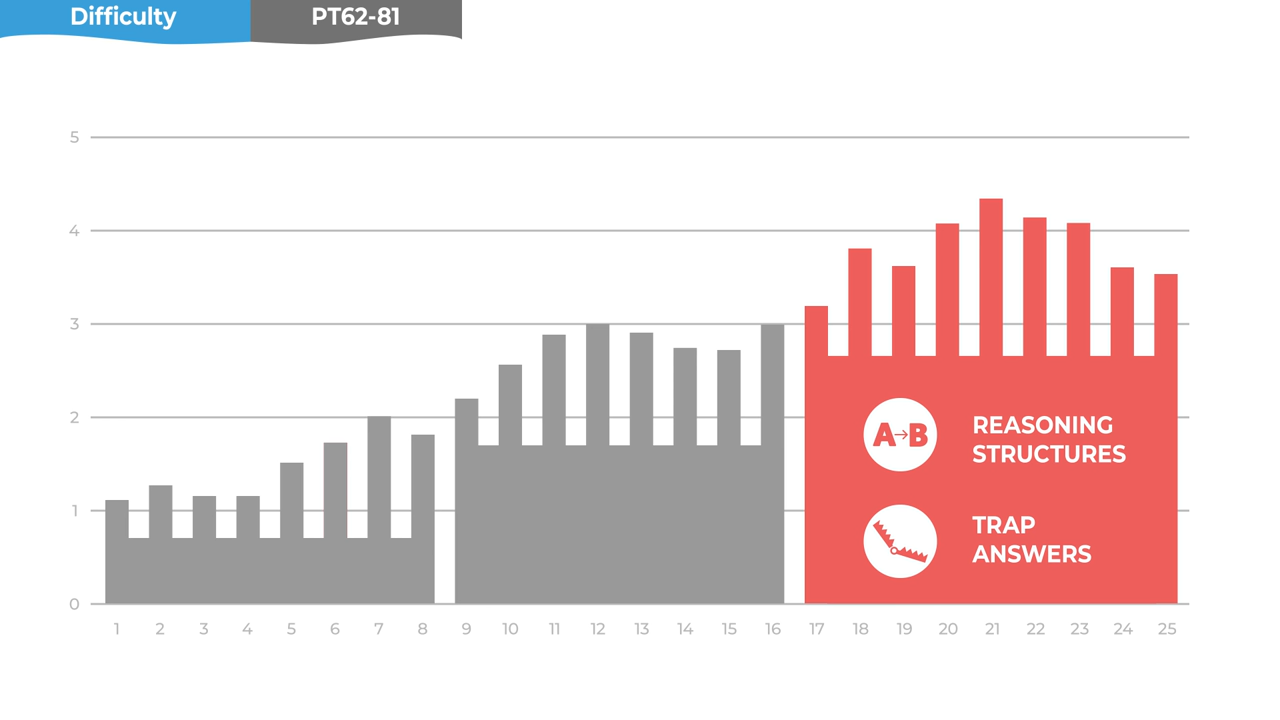 Difficulty PT62-81
5
4
3
2
1
0
A→B REASONING
STRUCTURES
TRAP
ANSWERS
1 2 3 4 5 6 7 8 9 10 11 12 13 14 15 16 17 18 19 20 21 22 23 24 25